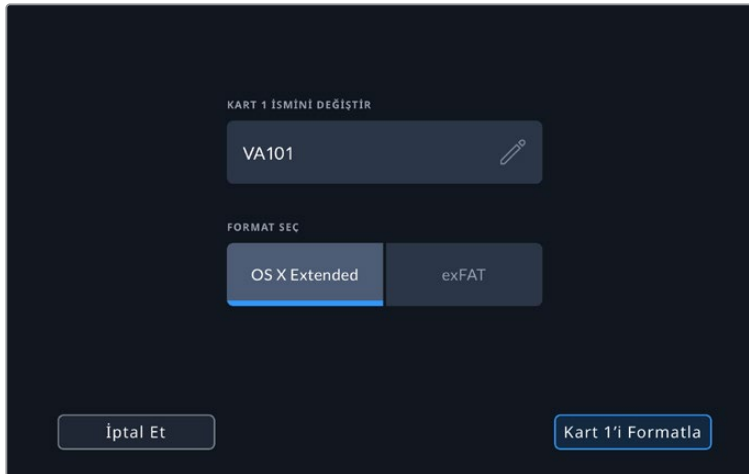 KART 1 İSMİNİ DEĞİŞTİR
VA101
FORMAT SEÇ
OS X Extended exFAT
İptal Et Kart 1’i Formatla